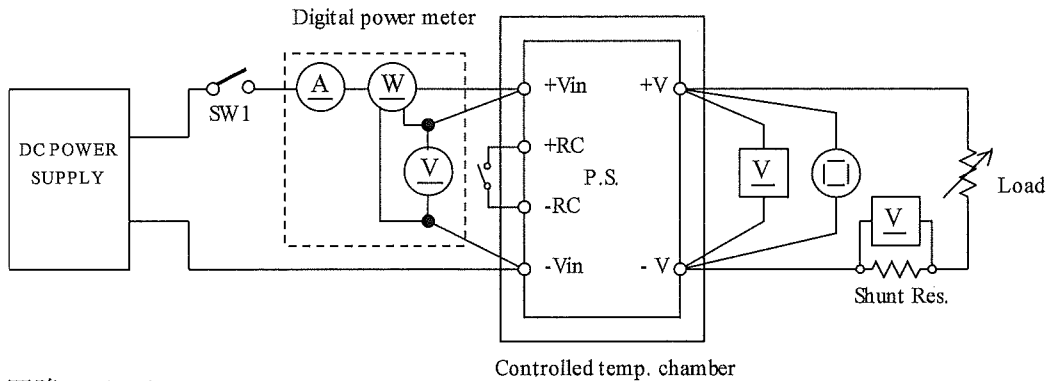 Digital power meter
A
W
+Vin
+V
SW1
DC POWER
SUPPLY
V
+RC
P.S.
-RC
V
Load
V
-Vin
- V
Shunt Res.
Controlled temp. chamber